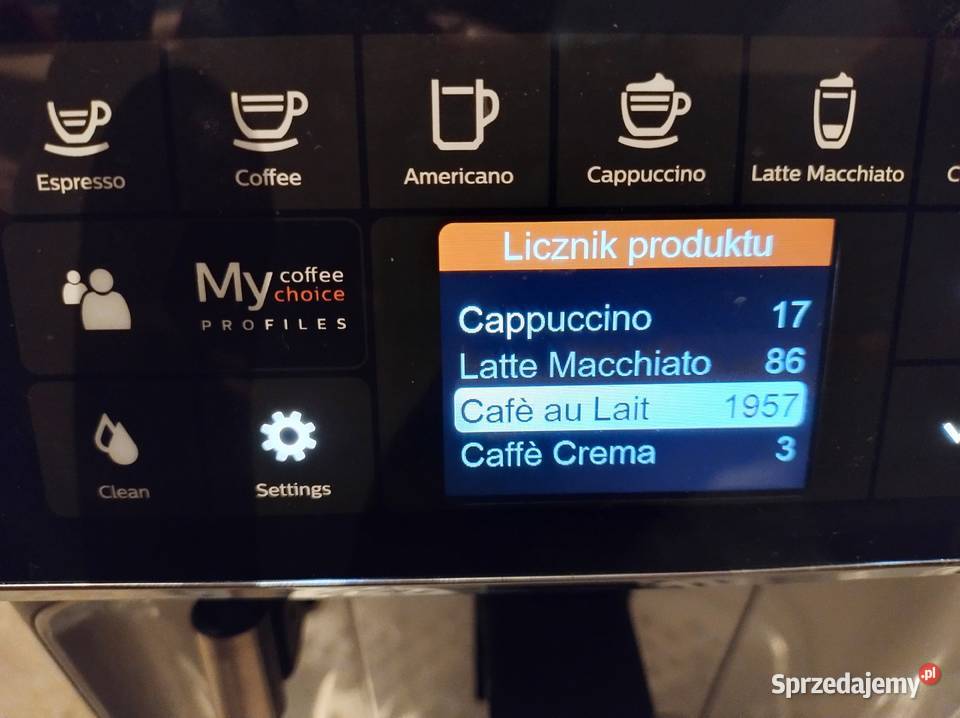 Espresso
Coffee
Americano
Cappuccino
Latte Macchiato
My coffee choice
PROFILES
Licznik produktu
Cappuccino 17
Latte Macchiato 86
Cafè au Lait 1957
Caffè Crema 3
Clean
Settings
Sprzedajemy.pl